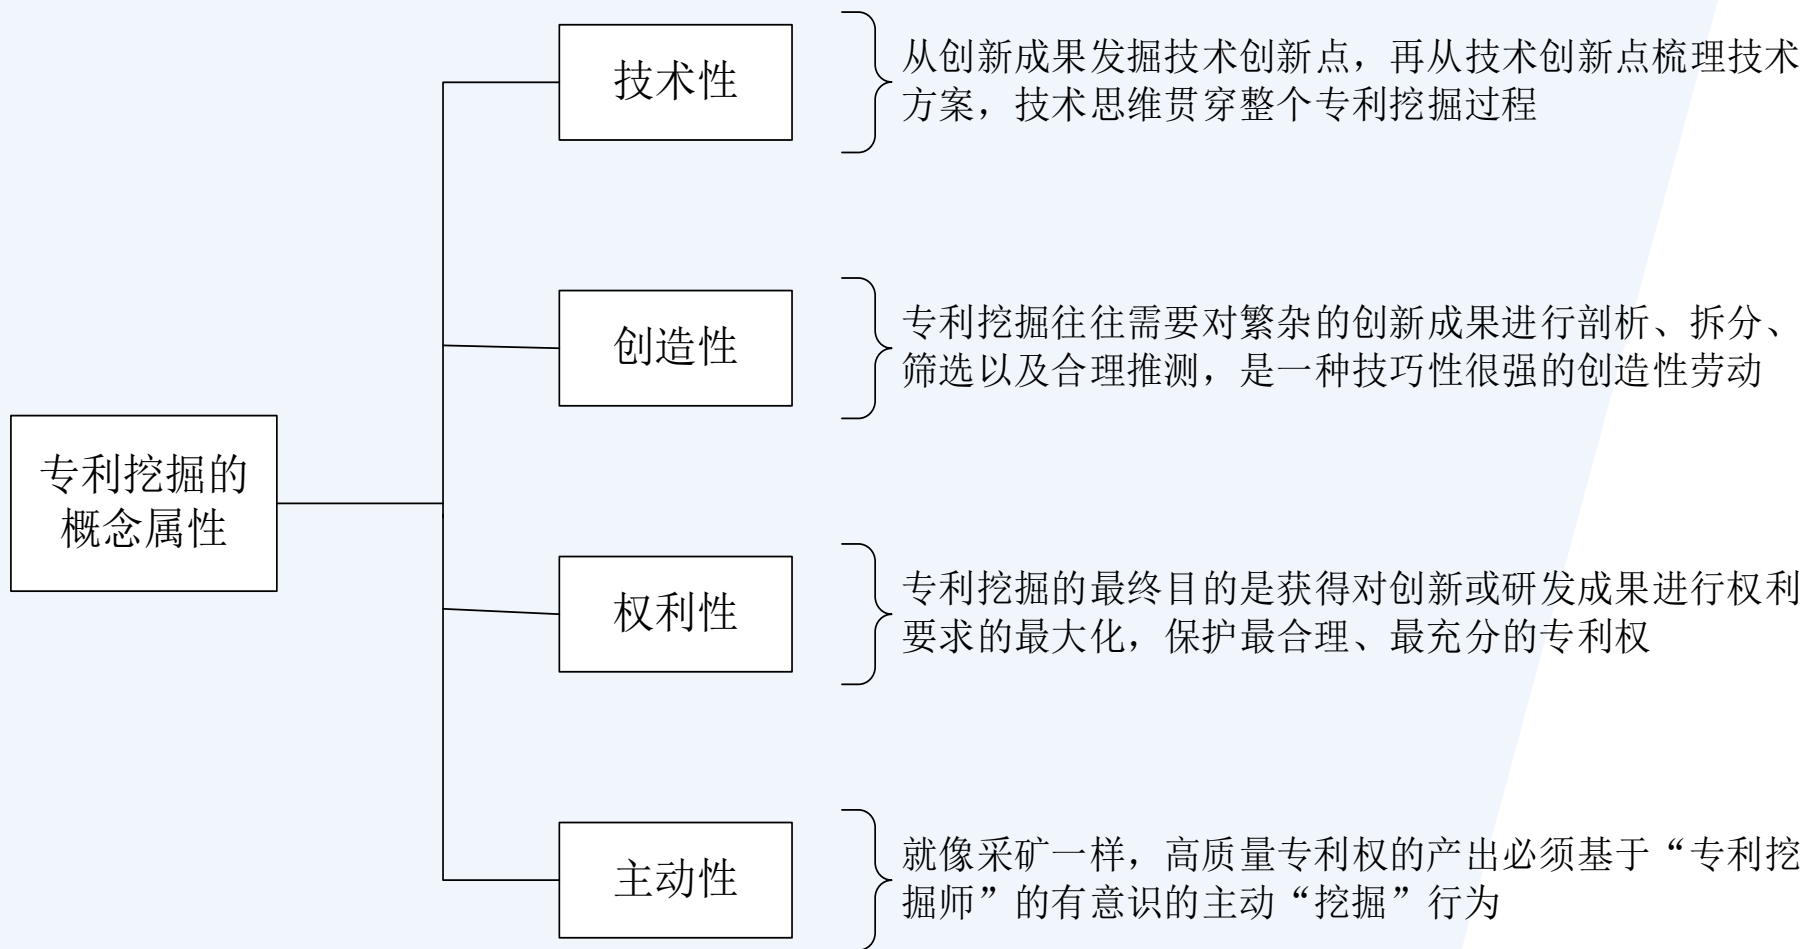 技术性
从创新成果发掘技术创新点，再从技术创新点梳理技术
方案，技术思维贯穿整个专利挖掘过程
创造性
专利挖掘往往需要对繁杂的创新成果进行剖析、拆分、
筛选以及合理推测，是一种技巧性很强的创造性劳动
专利挖掘的
概念属性
权利性
专利挖掘的最终目的是获得对创新或研发成果进行权利
要求的最大化，保护最合理、最充分的专利权
主动性
就像采矿一样，高质量专利权的产出必须基于“专利挖
掘师”的有意识的主动“挖掘”行为